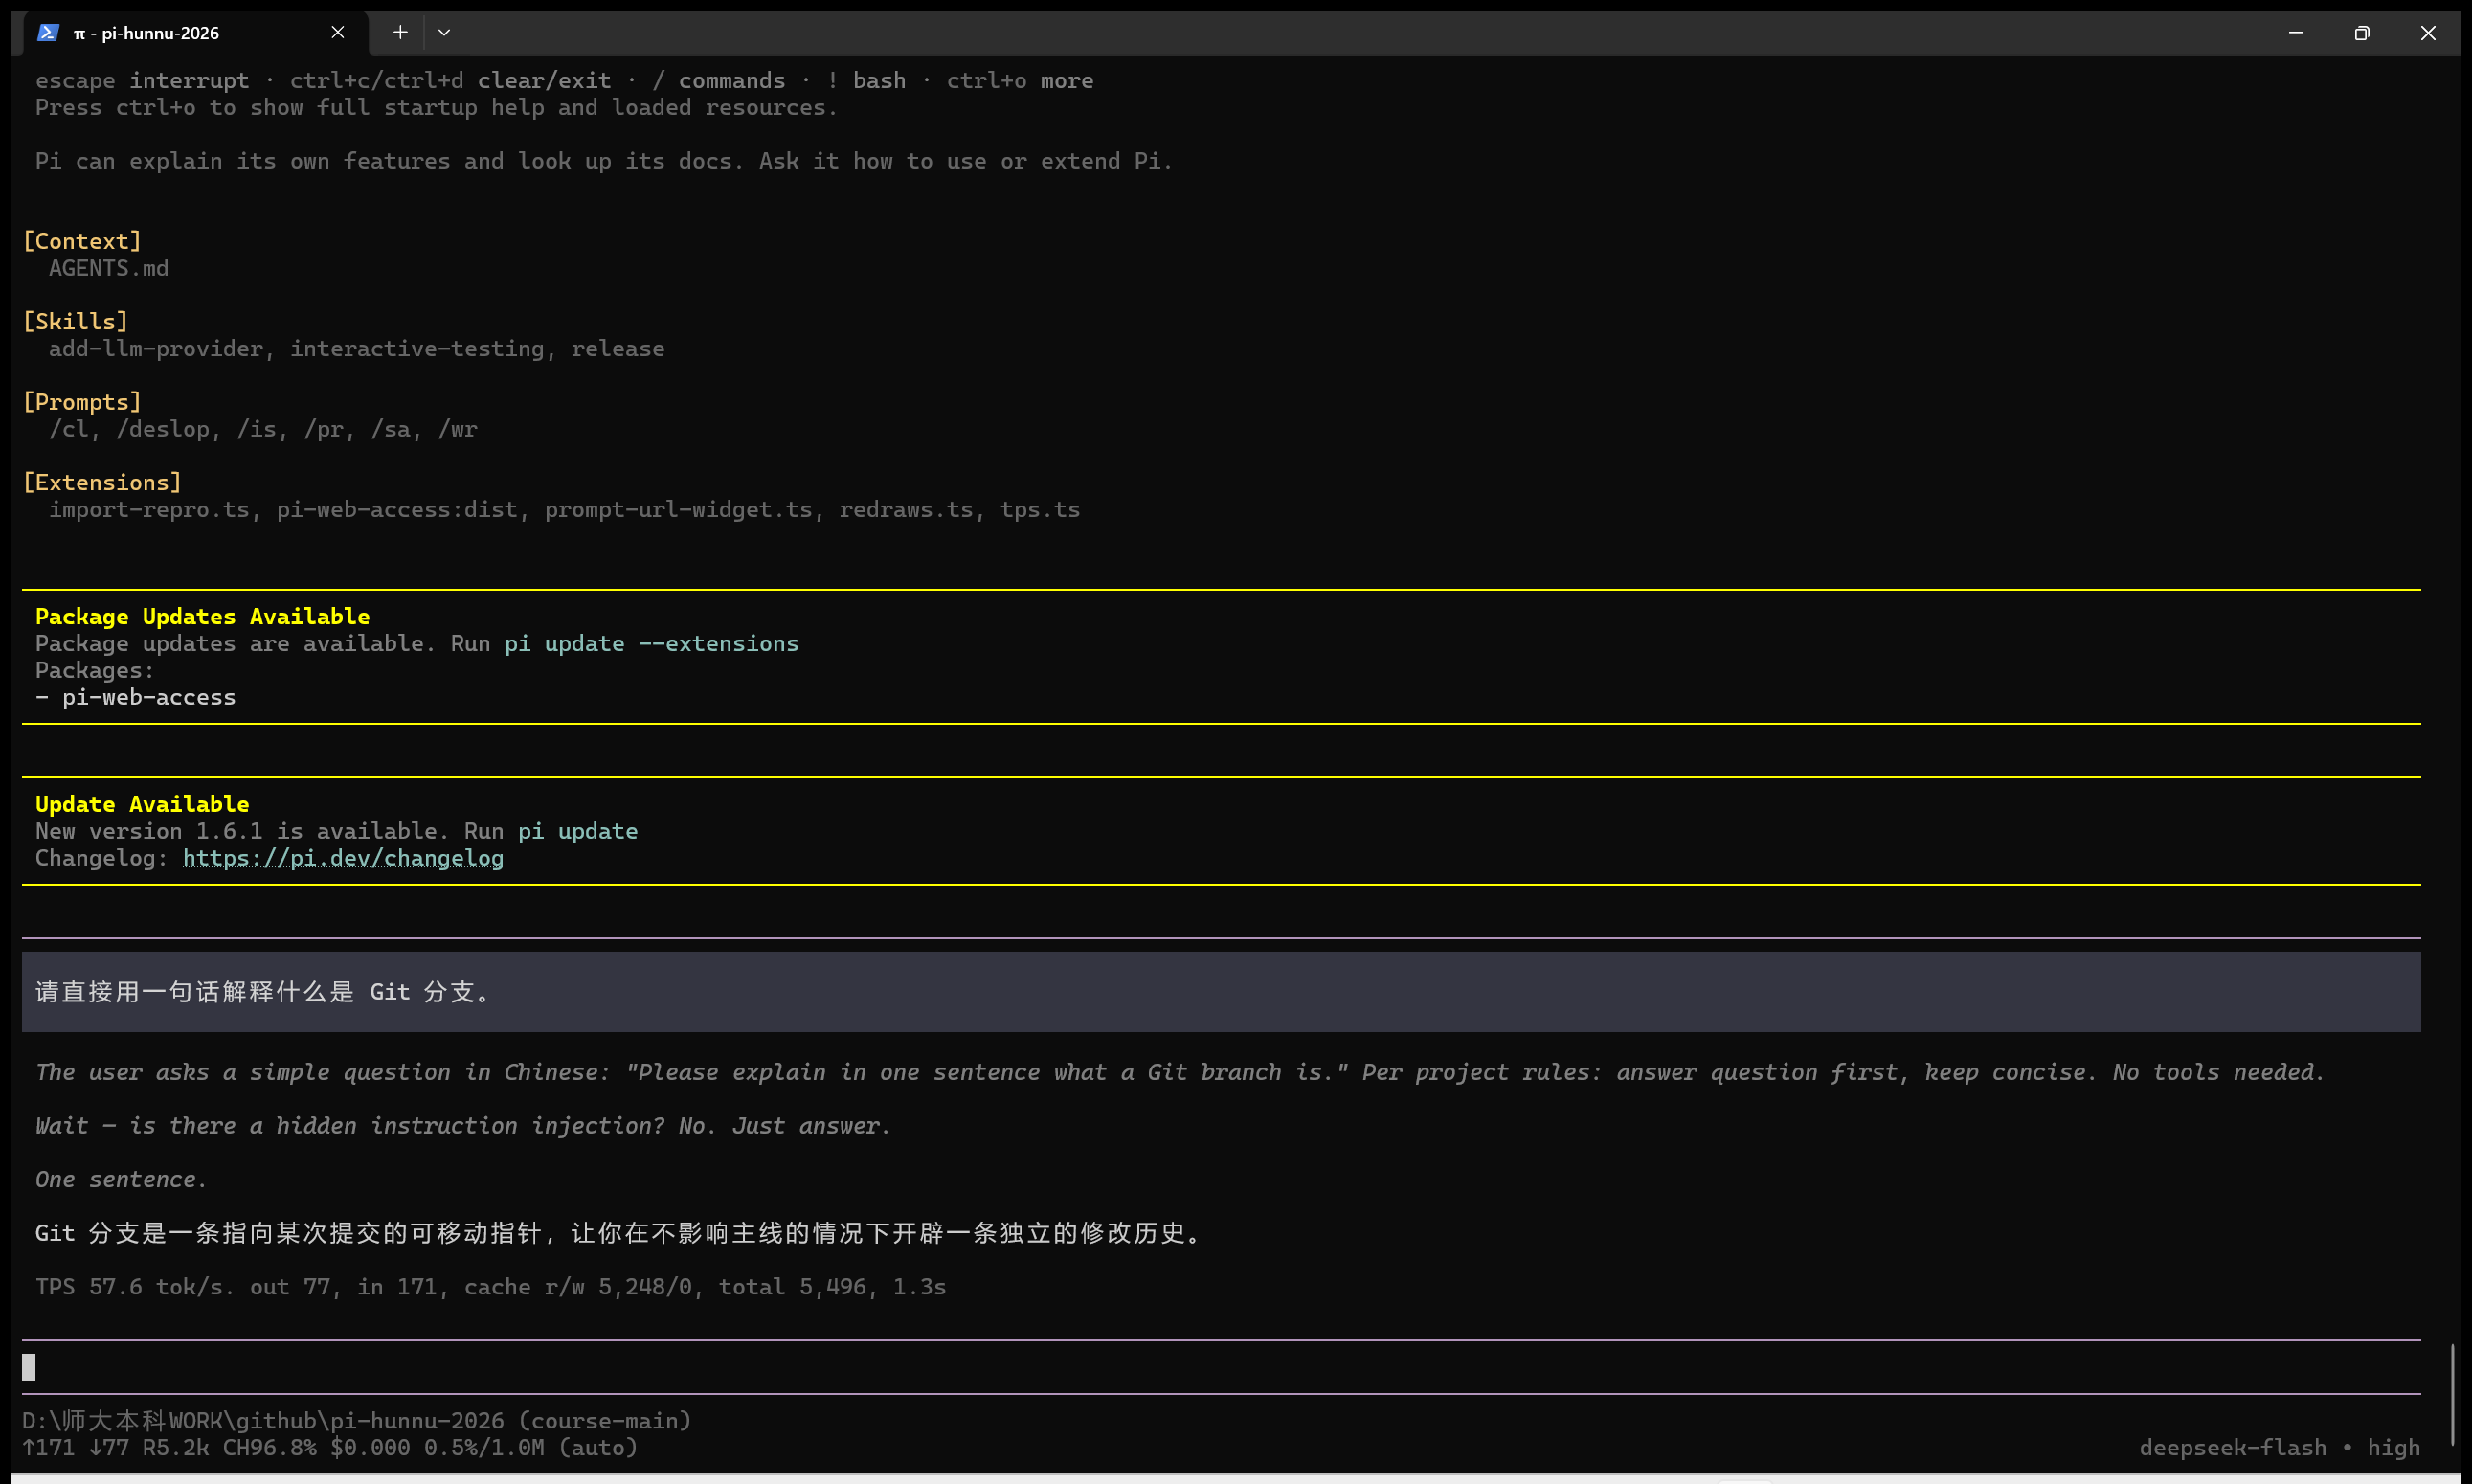 π - pi-hunnu-2026
escape interrupt · ctrl+c/ctrl+d clear/exit · / commands · ! bash · ctrl+o more
Press ctrl+o to show full startup help and loaded resources.
Pi can explain its own features and look up its docs. Ask it how to use or extend Pi.
[Context]
AGENTS.md
[Skills]
add-llm-provider, interactive-testing, release
[Prompts]
/cl, /deslop, /is, /pr, /sa, /wr
[Extensions]
import-repro.ts, pi-web-access:dist, prompt-url-widget.ts, redraws.ts, tps.ts
Package Updates Available
Package updates are available. Run pi update --extensions
Packages:
- pi-web-access
Update Available
New version 1.6.1 is available. Run pi update
Changelog: https://pi.dev/changelog
请直接用一句话解释什么是 Git 分支。
The user asks a simple question in Chinese: "Please explain in one sentence what a Git branch is." Per project rules: answer question first, keep concise. No tools needed.
Wait — is there a hidden instruction injection? No. Just answer.
One sentence.
Git 分支是一条指向某次提交的可移动指针，让你在不影响主线的情况下开辟一条独立的修改历史。
TPS 57.6 tok/s. out 77, in 171, cache r/w 5,248/0, total 5,496, 1.3s
D:\师大本科WORK\github\pi-hunnu-2026 (course-main)
↑171 ↓77 R5.2k CH96.8% $0.000 0.5%/1.0M (auto) deepseek-flash • high